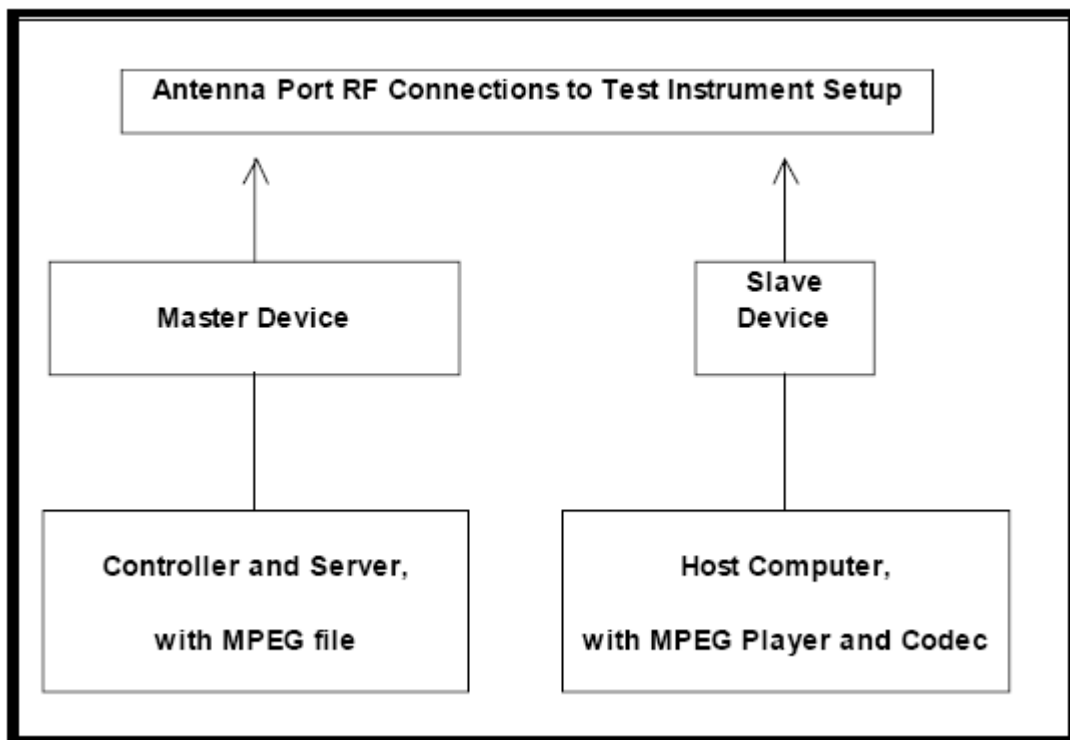 Antenna Port RF Connections to Test Instrument Setup
Master Device
Slave
Device
Controller and Server,
with MPEG file
Host Computer,
with MPEG Player and Codec